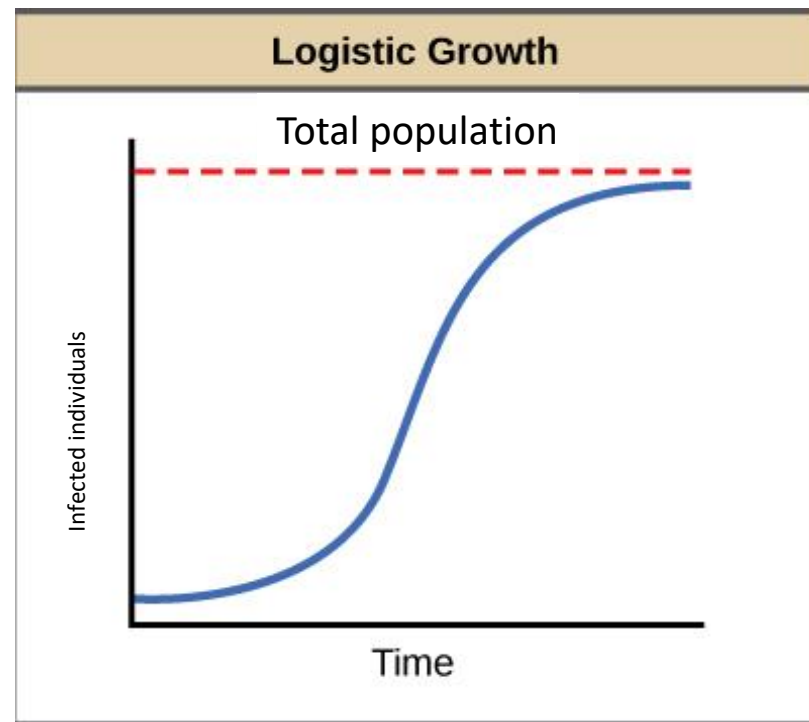 Logistic Growth
Total population
Infected individuals
Time